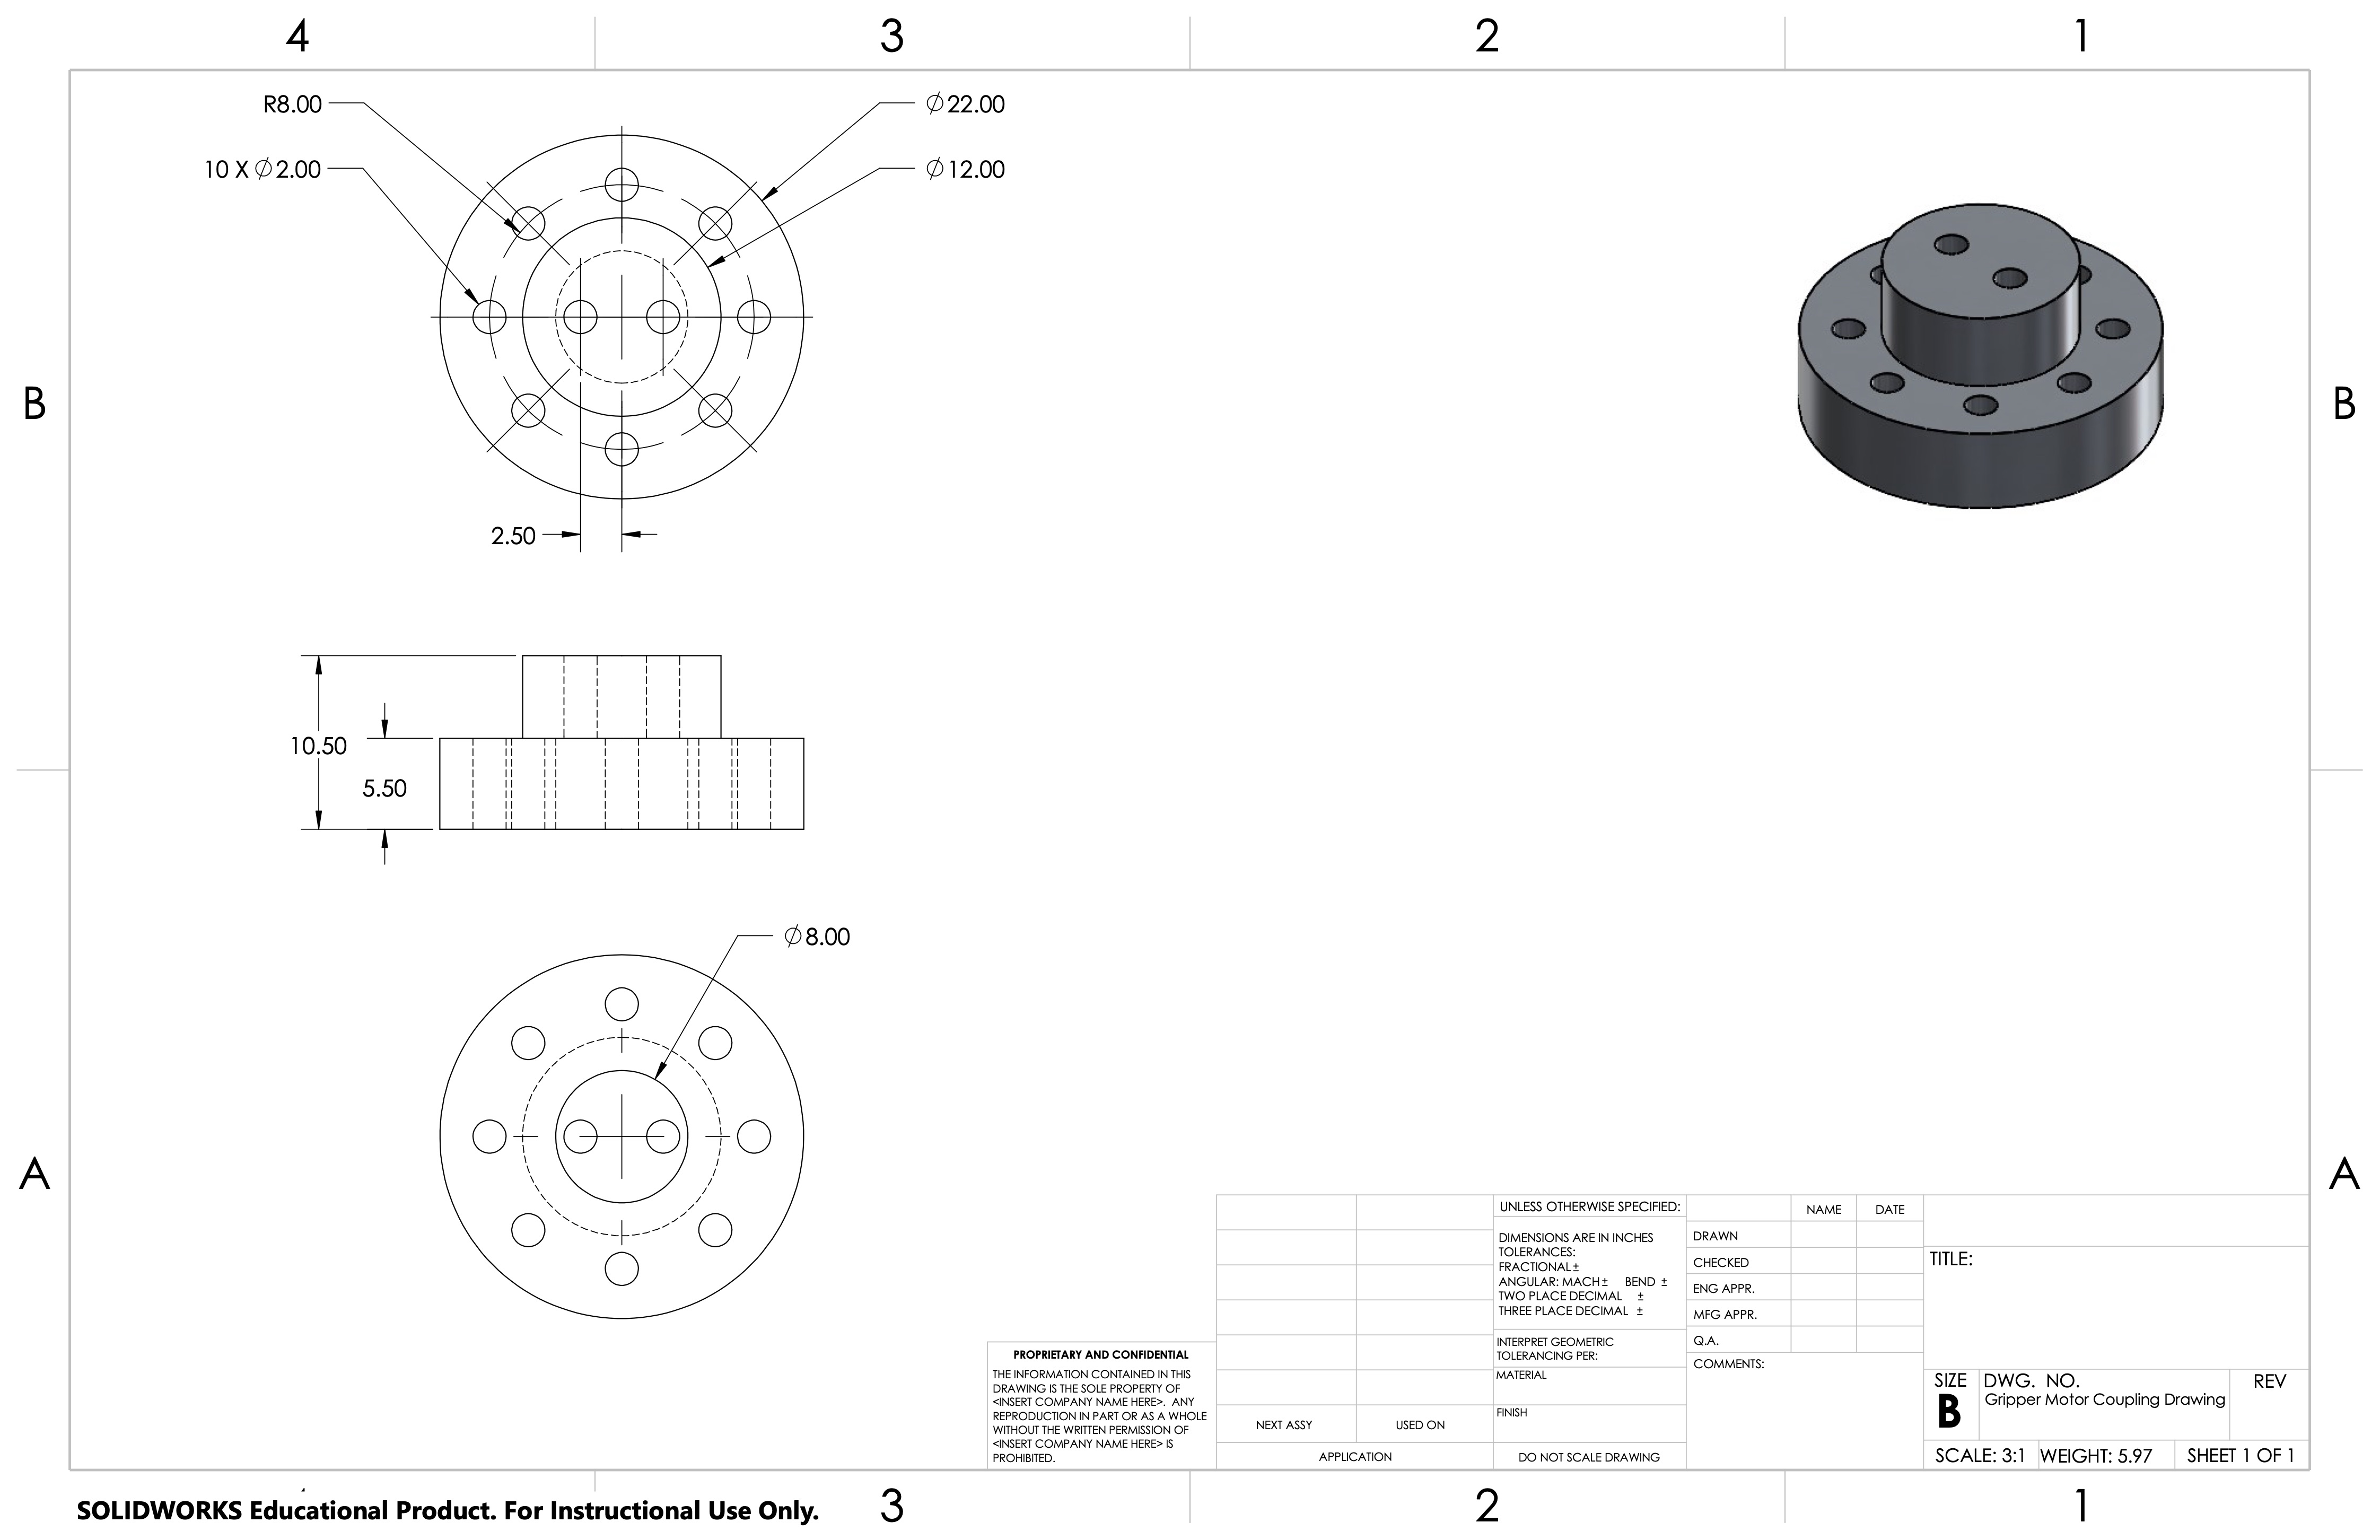 4 3 2 1
R8.00
⌀22.00
10 X ⌀2.00
⌀12.00
B B
2.50
10.50
5.50
⌀8.00
A A
UNLESS OTHERWISE SPECIFIED:
DIMENSIONS ARE IN INCHES
TOLERANCES:
FRACTIONAL±
ANGULAR: MACH± BEND ±
TWO PLACE DECIMAL ±
THREE PLACE DECIMAL ±
INTERPRET GEOMETRIC
TOLERANCING PER:
MATERIAL
FINISH
DO NOT SCALE DRAWING
NAME DATE
DRAWN
CHECKED
ENG APPR.
MFG APPR.
Q.A.
COMMENTS:
TITLE:
SIZE
B
DWG. NO.
Gripper Motor Coupling Drawing
REV
SCALE: 3:1 WEIGHT: 5.97 SHEET 1 OF 1
PROPRIETARY AND CONFIDENTIAL
THE INFORMATION CONTAINED IN THIS
DRAWING IS THE SOLE PROPERTY OF
<INSERT COMPANY NAME HERE>. ANY
REPRODUCTION IN PART OR AS A WHOLE
WITHOUT THE WRITTEN PERMISSION OF
<INSERT COMPANY NAME HERE> IS
PROHIBITED.
NEXT ASSY USED ON
APPLICATION
SOLIDWORKS Educational Product. For Instructional Use Only.
3 2 1